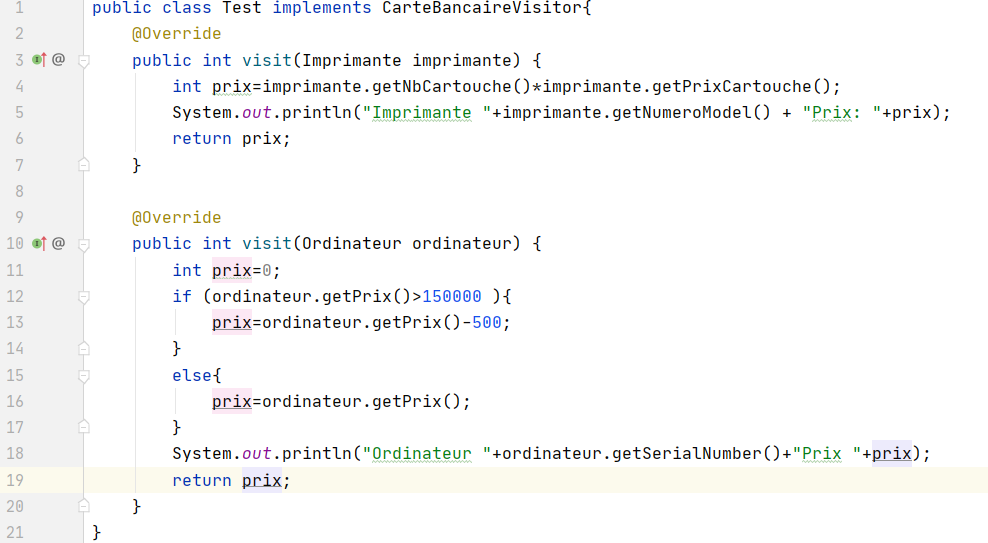 1 public class Test implements CarteBancaireVisitor{
2 @Override
3 @ public int visit(Imprimante imprimante) {
4 int prix=imprimante.getNbCartouche()*imprimante.getPrixCartouche();
5 System.out.println("Imprimante "+imprimante.getNumeroModel() + "Prix: "+prix);
6 return prix;
7 }
8
9 @Override
10 @ public int visit(Ordinateur ordinateur) {
11 int prix=0;
12 if (ordinateur.getPrix()>150000 ){
13 prix=ordinateur.getPrix()-500;
14 }
15 else{
16 prix=ordinateur.getPrix();
17 }
18 System.out.println("Ordinateur "+ordinateur.getSerialNumber()+"Prix "+prix);
19 return prix;
20 }
21 }